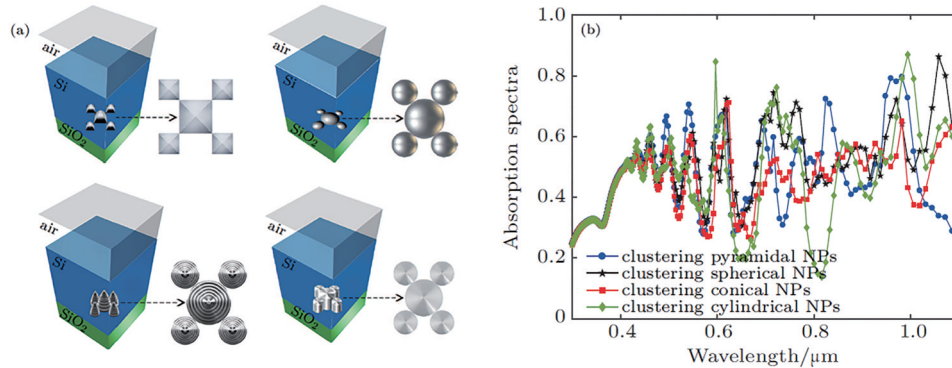 (a)
air
Si
SiO₂
air
Si
SiO₂
air
Si
SiO₂
air
Si
SiO₂
(b)
Absorption spectra
1.0
0.8
0.6
0.4
0.2
0
clustering pyramidal NPs
clustering spherical NPs
clustering conical NPs
clustering cylindrical NPs
0.4 0.6 0.8 1.0
Wavelength/μm